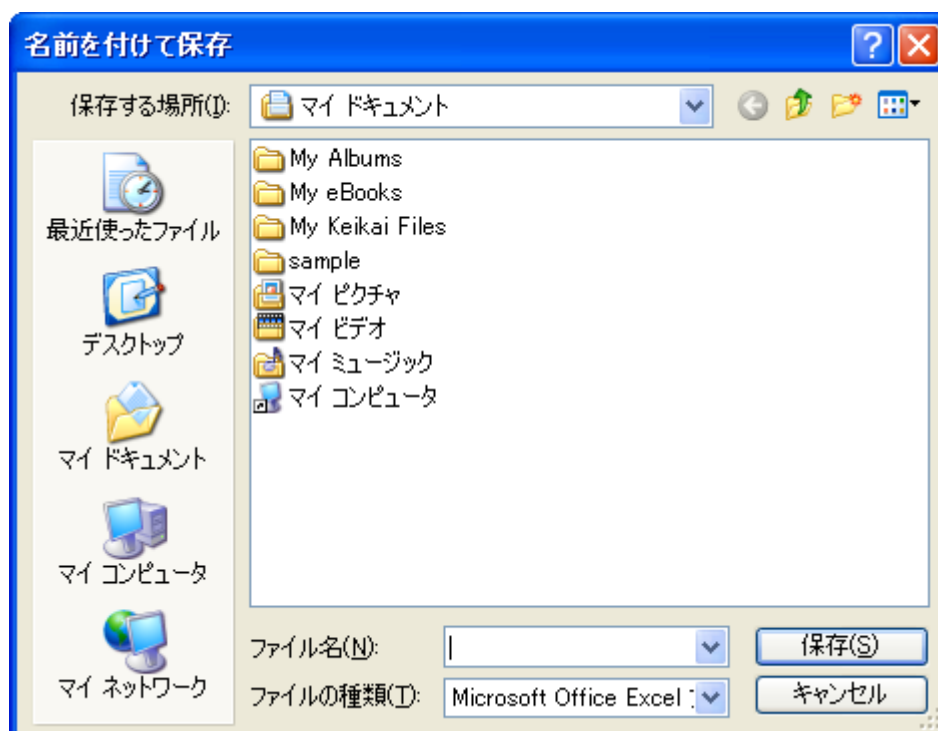 名前を付けて保存
保存する場所(I):
マイ ドキュメント
最近使ったファイル
デスクトップ
マイ ドキュメント
マイ コンピュータ
マイ ネットワーク
My Albums
My eBooks
My Keikai Files
sample
マイ ピクチャ
マイ ビデオ
マイ ミュージック
マイ コンピュータ
ファイル名(N):
保存(S)
ファイルの種類(T):
Microsoft Office Excel
キャンセル